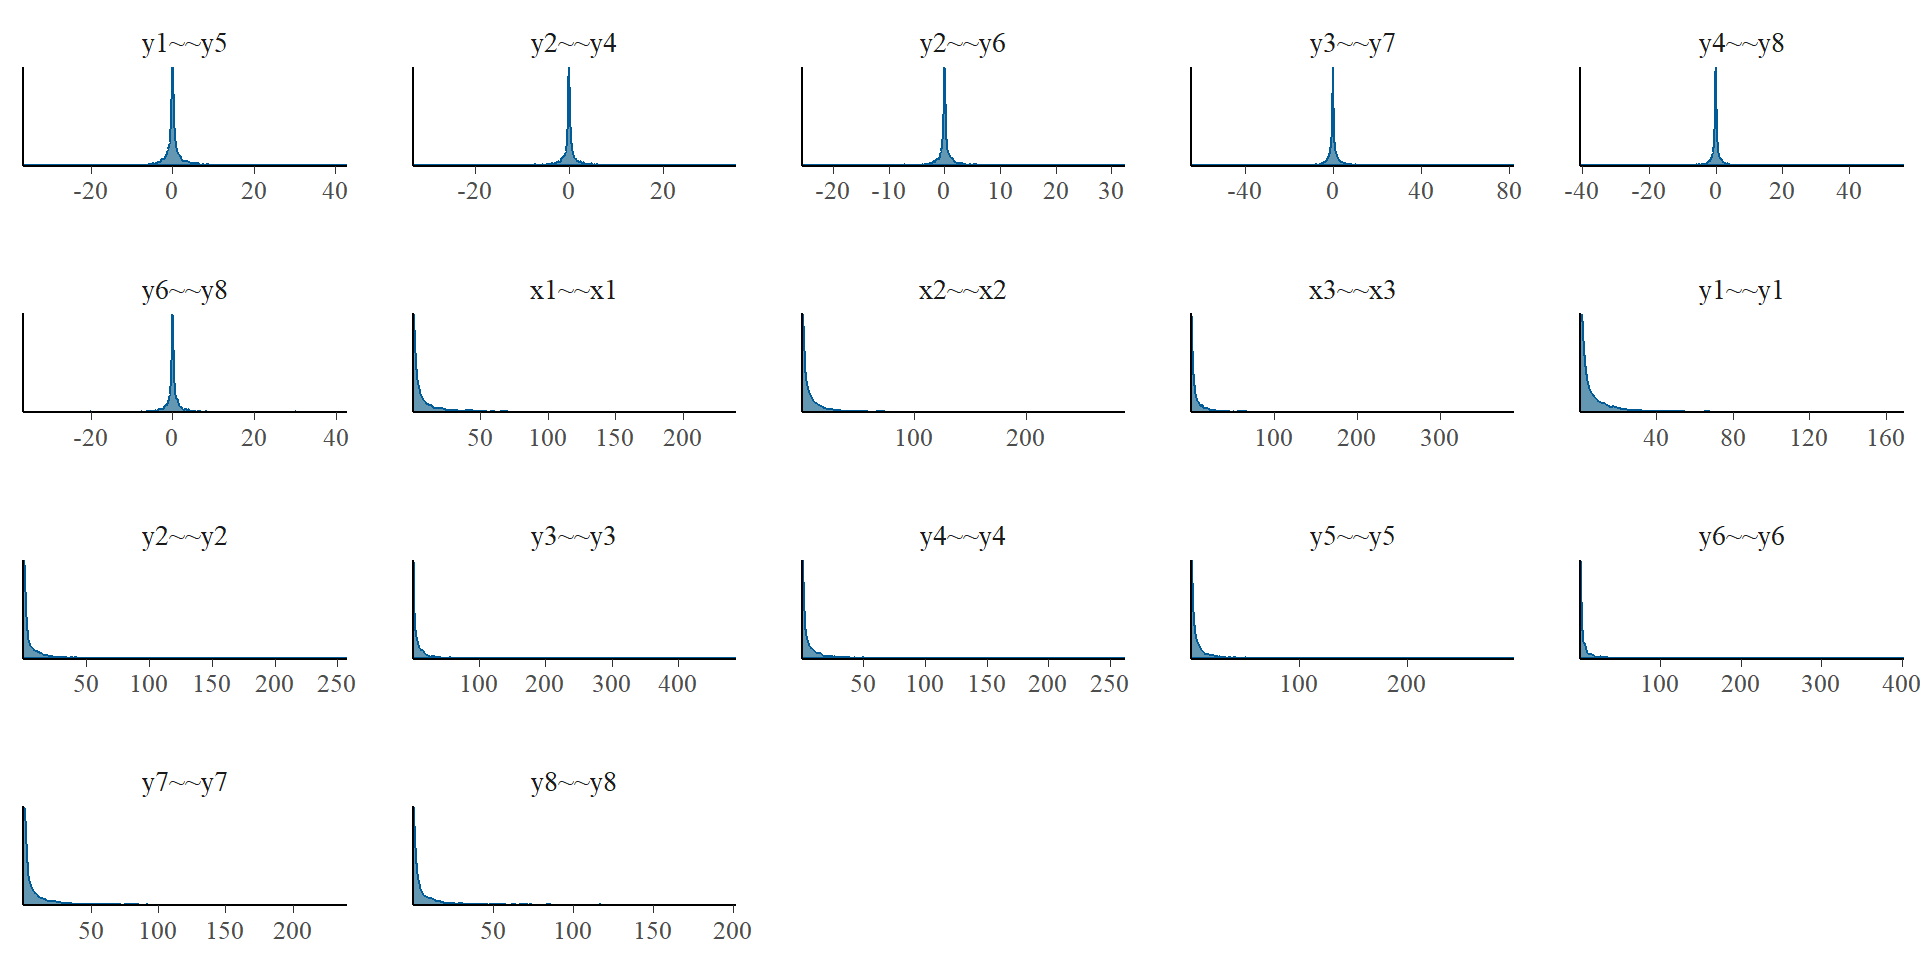 y1~~y5 y2~~y4 y2~~y6 y3~~y7 y4~~y8
-20 0 20 40 -20 0 20 -20 -10 0 10 20 30 -40 0 40 80 -40 -20 0 20 40
y6~~y8 x1~~x1 x2~~x2 x3~~x3 y1~~y1
-20 0 20 40 50 100 150 200 100 200 100 200 300 40 80 120 160
y2~~y2 y3~~y3 y4~~y4 y5~~y5 y6~~y6
50 100 150 200 250 100 200 300 400 50 100 150 200 250 100 200 100 200 300 400
y7~~y7 y8~~y8
50 100 150 200 50 100 150 200